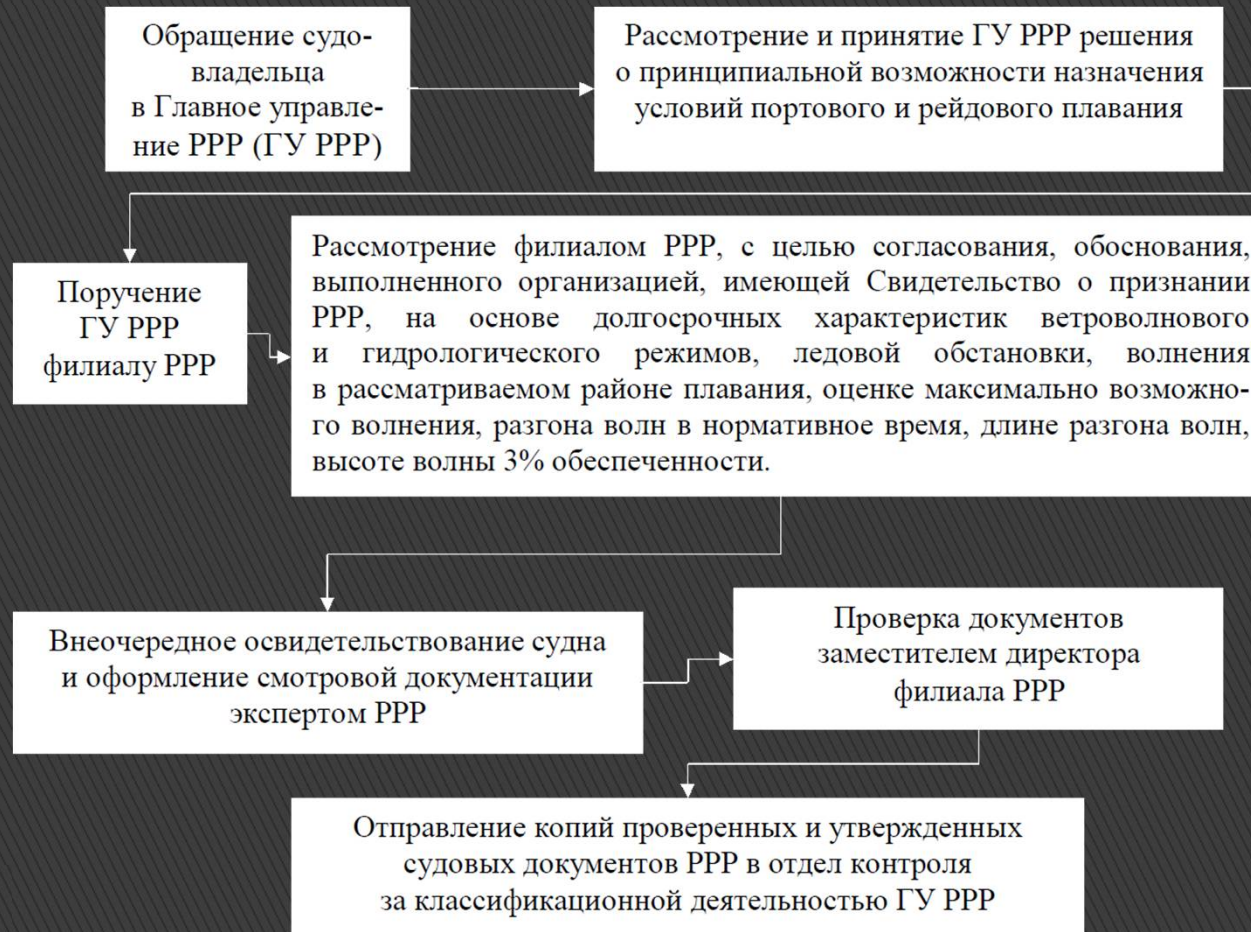 Обращение судо-
владельца
в Главное управле-
ние РРР (ГУ РРР)
Рассмотрение и принятие ГУ РРР решения
о принципиальной возможности назначения
условий портового и рейдового плавания
Поручение
ГУ РРР
филиалу РРР
Рассмотрение филиалом РРР, с целью согласования, обоснования,
выполненного организацией, имеющей Свидетельство о признании
РРР, на основе долгосрочных характеристик ветроволнового
и гидрологического режимов, ледовой обстановки, волнения
в рассматриваемом районе плавания, оценке максимально возможно-
го волнения, разгона волн в нормативное время, длине разгона волн,
высоте волны 3% обеспеченности.
Внеочередное освидетельствование судна
и оформление смотровой документации
экспертом РРР
Проверка документов
заместителем директора
филиала РРР
Отправление копий проверенных и утвержденных
судовых документов РРР в отдел контроля
за классификационной деятельностью ГУ РРР